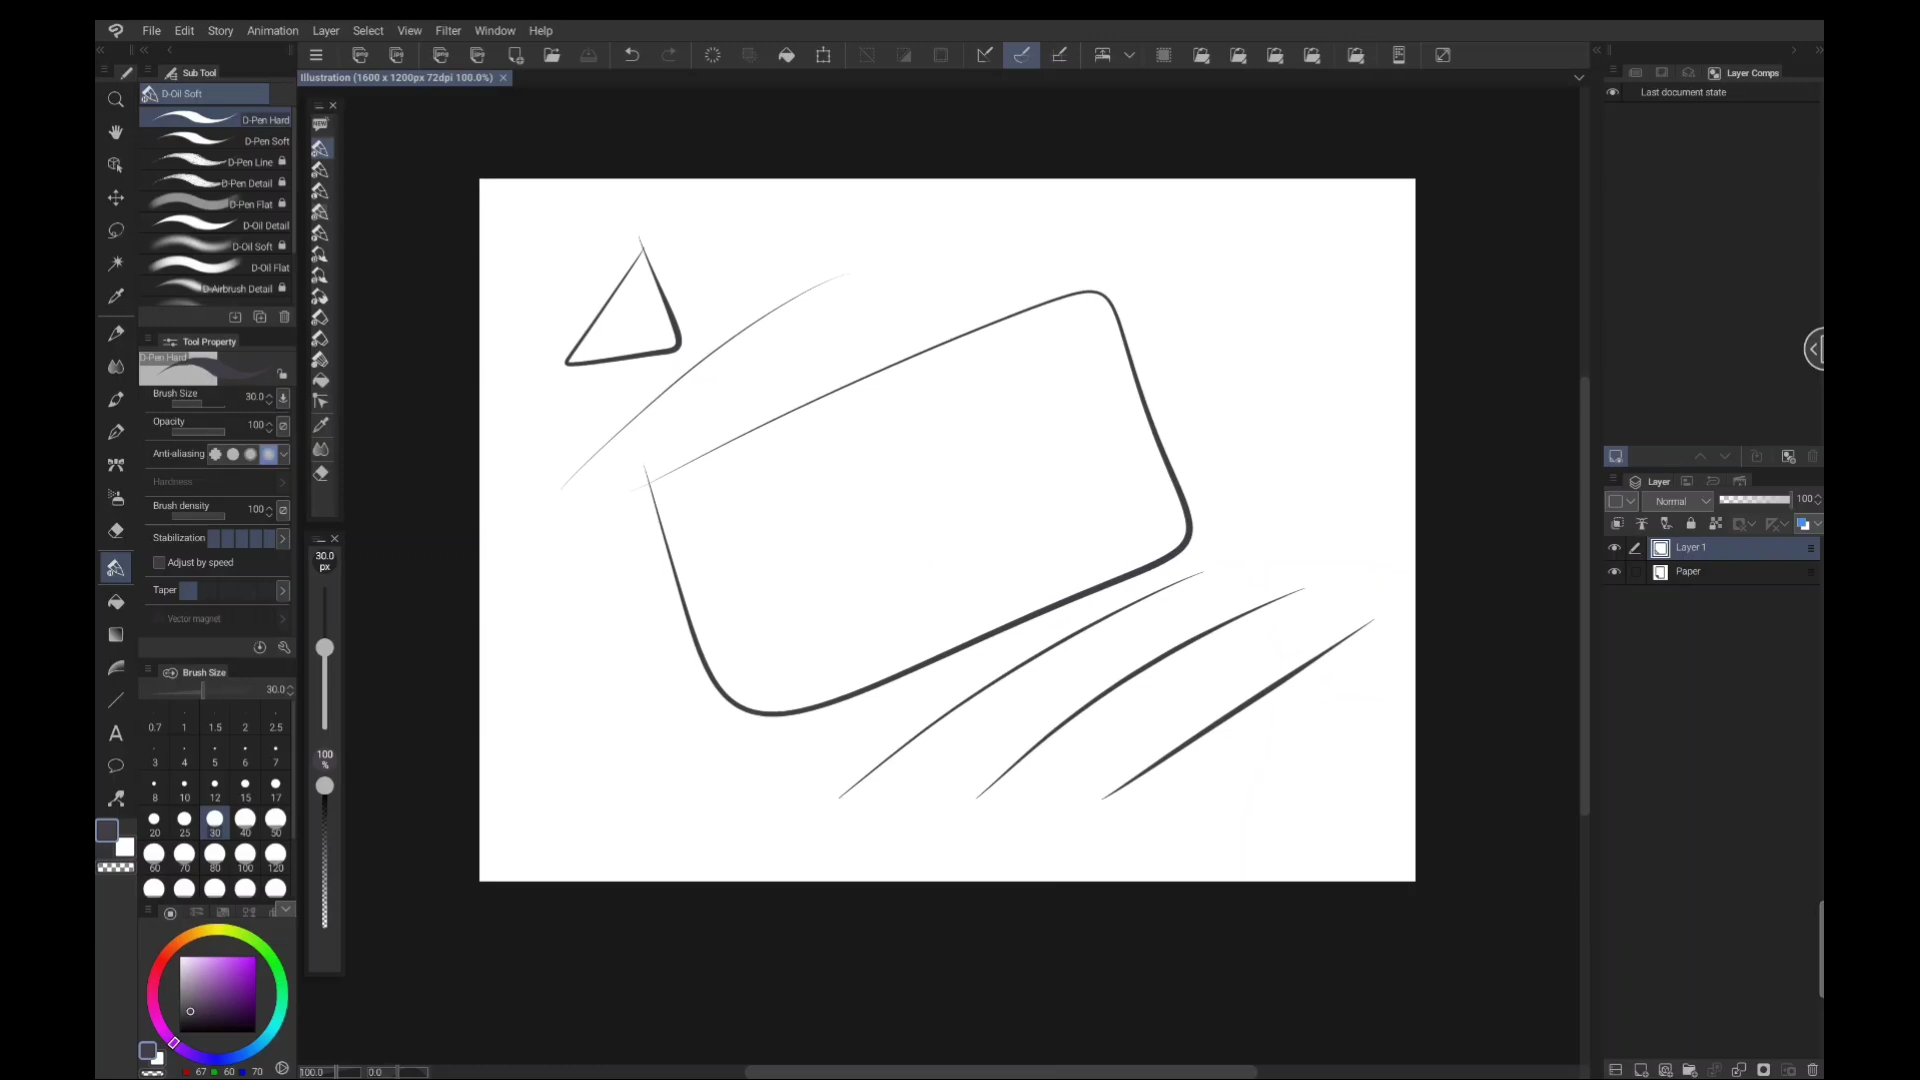 File Edit Story Animation Layer Select View Filter Window Help
Sub Tool
Illustration (1600 x 1200px 72dpi 100.0%)
Layer Comps
Last document state
D-Oil Soft
D-Pen Hard
D-Pen Soft
D-Pen Line
D-Pen Detail
D-Pen Flat
D-Oil Detail
D-Oil Soft
D-Oil Flat
D-Airbrush Detail
NEW
Tool Property
D-Pen Hard
Brush Size 30.0
Opacity 100
Anti-aliasing
Hardness
Brush density 100
Stabilization
Adjust by speed
Taper
Vector magnet
30.0
px
100
%
Brush Size
30.0
0.7 1 1.5 2 2.5
3 4 5 6 7
8 10 12 15 17
20 25 30 40 50
60 70 80 100 120
67 60 70
100.0 0.0
Layer
Normal 100
Layer 1
Paper
A